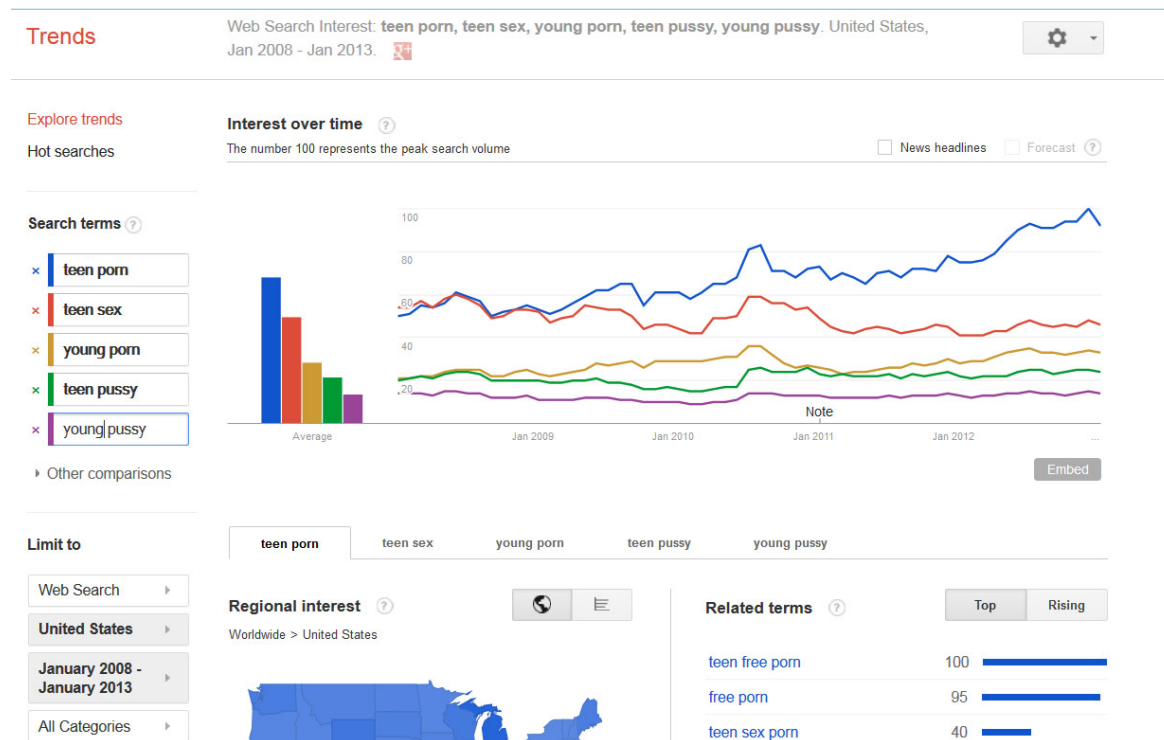 Trends
Web Search Interest: teen porn, teen sex, young porn, teen pussy, young pussy. United States,
Jan 2008 - Jan 2013.
g+
Explore trends
Hot searches
Interest over time ?
The number 100 represents the peak search volume
News headlines
Forecast ?
Search terms ?
× teen porn
× teen sex
× young porn
× teen pussy
× young pussy
Other comparisons
100
80
60
40
20
Note
Average
Jan 2009
Jan 2010
Jan 2011
Jan 2012
...
Embed
Limit to
Web Search
United States
January 2008 -
January 2013
All Categories
teen porn
teen sex
young porn
teen pussy
young pussy
Regional interest ?
Worldwide > United States
Related terms ?
Top
Rising
teen free porn 100
free porn 95
teen sex porn 40